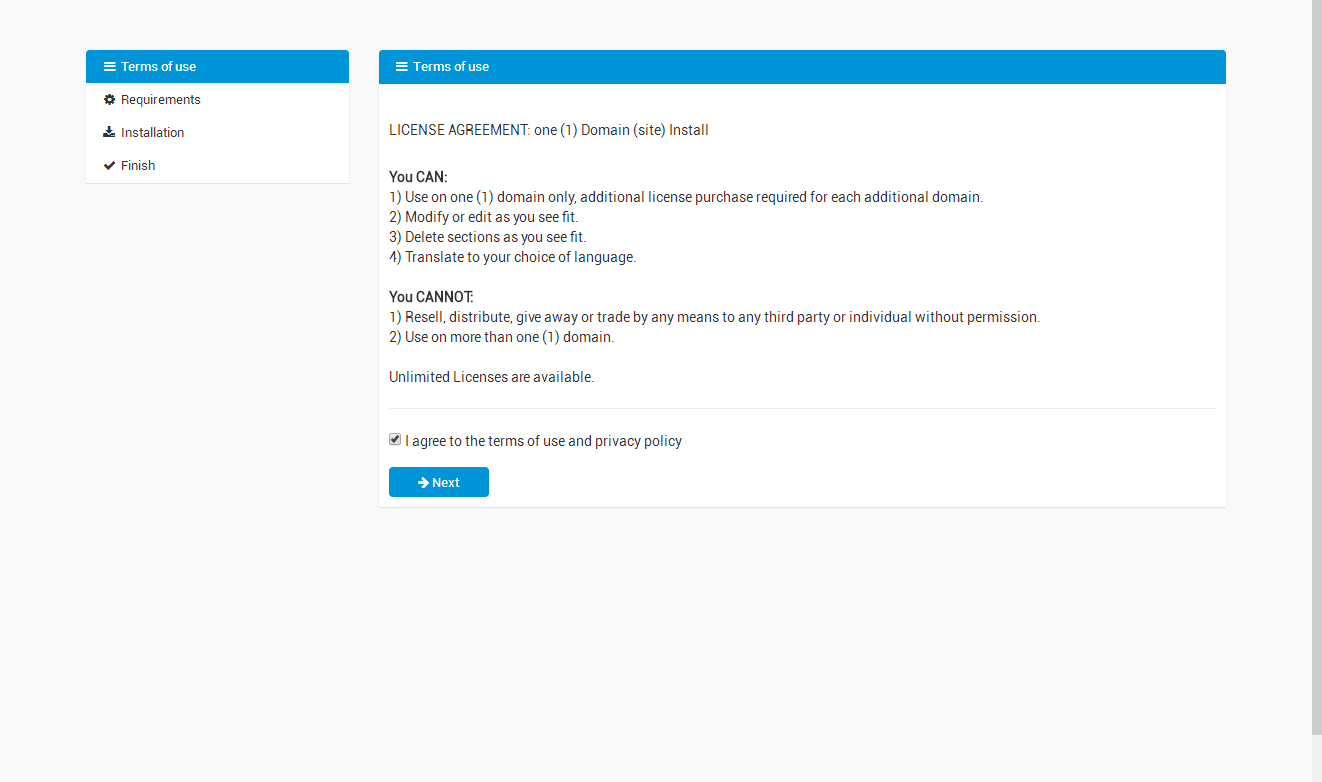 Terms of use
Requirements
Installation
Finish
Terms of use
LICENSE AGREEMENT: one (1) Domain (site) Install
You CAN:
1) Use on one (1) domain only, additional license purchase required for each additional domain.
2) Modify or edit as you see fit.
3) Delete sections as you see fit.
4) Translate to your choice of language.
You CANNOT:
1) Resell, distribute, give away or trade by any means to any third party or individual without permission.
2) Use on more than one (1) domain.
Unlimited Licenses are available.
I agree to the terms of use and privacy policy
Next